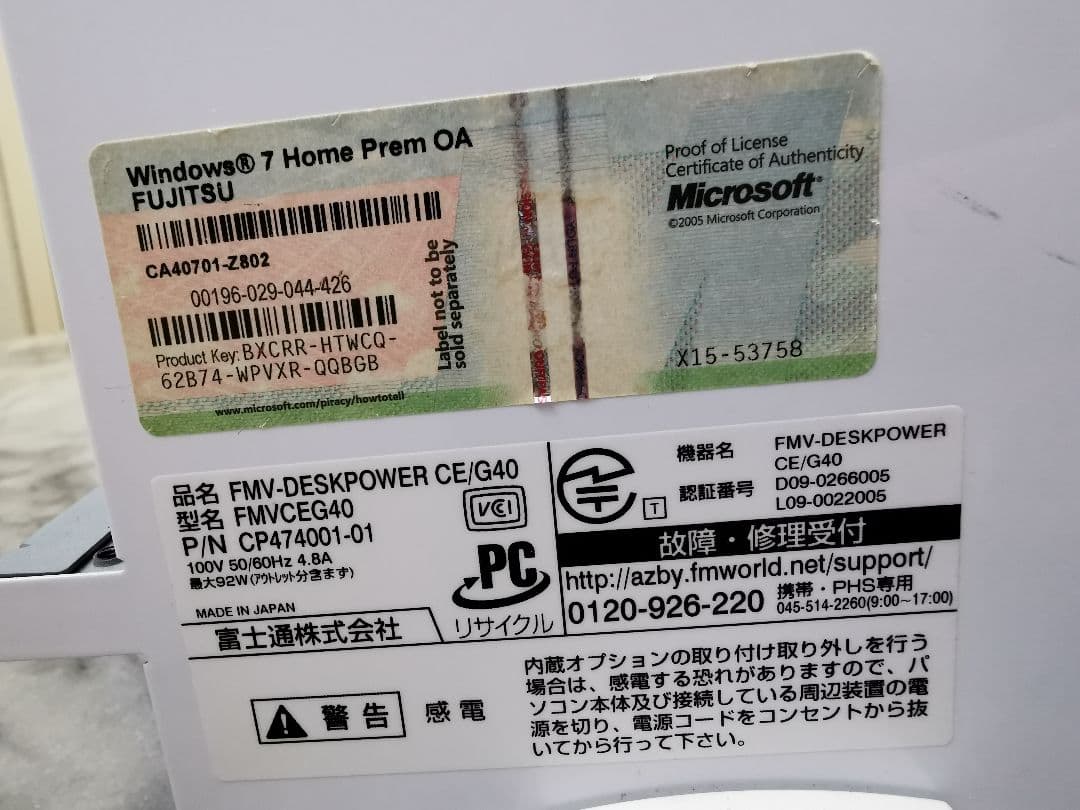 Windows® 7 Home Prem OA
FUJITSU
CA40701-Z802
00196-029-044-426
Product Key: BXCRR-HTWCQ-
62B74-WPVXR-QQBGB
www.microsoft.com/piracy/howtotell
Label not to be
sold separately
Proof of License
Certificate of Authenticity
Microsoft®
©2005 Microsoft Corporation
X15-53758
品名 FMV-DESKPOWER CE/G40
型名 FMVCEG40
P/N CP474001-01
100V 50/60Hz 4.8A
最大92W(アウトレット分含まず)
VCI
MADE IN JAPAN
富士通株式会社
PC
リサイクル
T
機器名 FMV-DESKPOWER
CE/G40
認証番号 D09-0266005
L09-0022005
故障・修理受付
http://azby.fmworld.net/support/
0120-926-220 携帯・PHS専用
045-514-2260(9:00~17:00)
警告 感電
内蔵オプションの取り付け取り外しを行う
場合は、感電する恐れがありますので、パ
ソコン本体及び接続している周辺装置の電
源を切り、電源コードをコンセントから抜
いてから行って下さい。